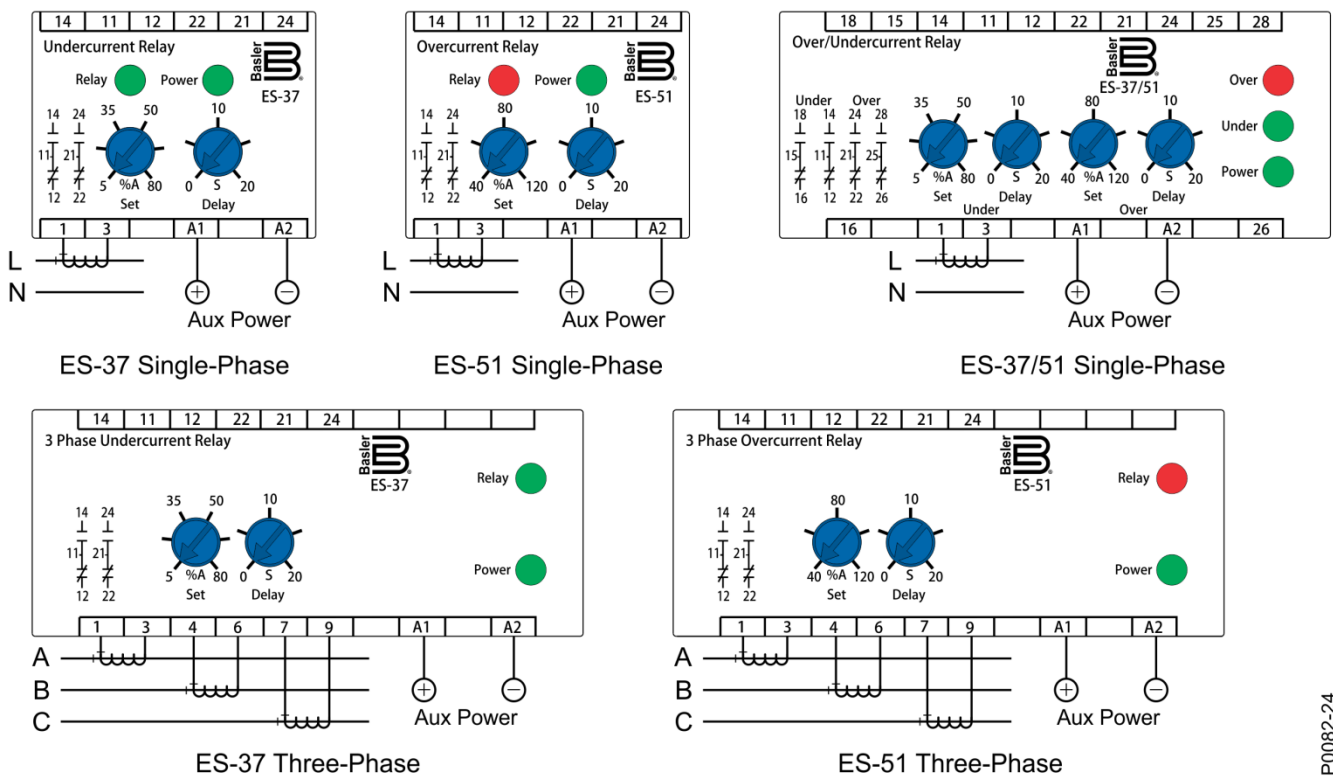 14 11 12 22 21 24
Undercurrent Relay
Basler
ES-37
Relay Power
35 50 10
14 24
11 21
12 22
5 %A 80 0 S 20
Set Delay
1 3 A1 A2
L
N
+ −
Aux Power
ES-37 Single-Phase
14 11 12 22 21 24
Overcurrent Relay
Basler
ES-51
Relay Power
80 10
14 24
11 21
12 22
40 %A 120 0 S 20
Set Delay
1 3 A1 A2
L
N
+ −
Aux Power
ES-51 Single-Phase
18 15 14 11 12 22 21 24 25 28
Over/Undercurrent Relay
Basler
ES-37/51
Over
Under
Power
Under Over
18 14 24 28
15 11 21 25
16 12 22 26
35 50 10 80 10
5 %A 80 0 S 20 40 %A 120 0 S 20
Set Delay Set Delay
Under Over
16 1 3 A1 A2 26
L
N
+ −
Aux Power
ES-37/51 Single-Phase
14 11 12 22 21 24
3 Phase Undercurrent Relay
Basler
ES-37
Relay
Power
35 50 10
14 24
11 21
12 22
5 %A 80 0 S 20
Set Delay
1 3 4 6 7 9 A1 A2
A
B
C
+ −
Aux Power
ES-37 Three-Phase
14 11 12 22 21 24
3 Phase Overcurrent Relay
Basler
ES-51
Relay
Power
80 10
14 24
11 21
12 22
40 %A 120 0 S 20
Set Delay
1 3 4 6 7 9 A1 A2
A
B
C
+ −
Aux Power
ES-51 Three-Phase
P0082-24